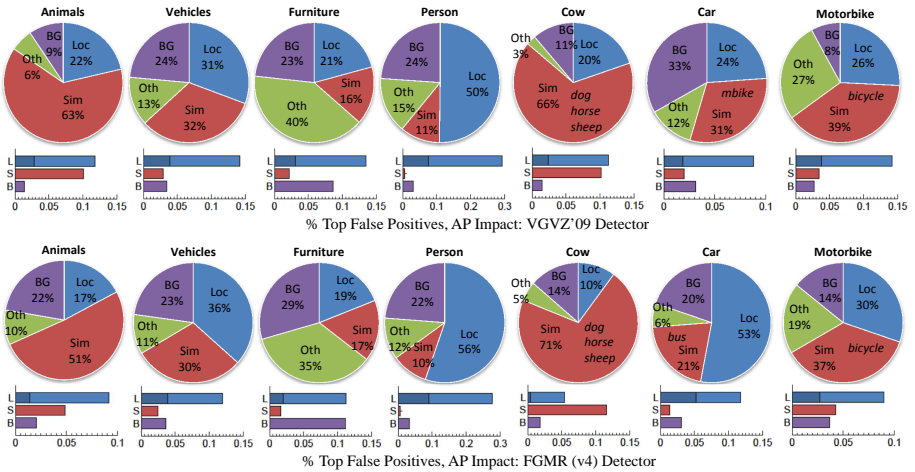 Animals Vehicles Furniture Person Cow Car Motorbike
BG 9% Loc 22% Oth 6% Sim 63%
BG 24% Loc 31% Oth 13% Sim 32%
BG 23% Loc 21% Sim 16% Oth 40%
BG 24% Loc 50% Oth 15% Sim 11%
BG 11% Loc 20% Oth 3% Sim 66% dog horse sheep
BG 33% Loc 24% Oth 12% Sim 31% mbike
BG 8% Loc 26% Oth 27% Sim 39% bicycle
L S B 0 0.05 0.1 0.15
L S B 0 0.05 0.1 0.15
L S B 0 0.05 0.1 0.15
L S B 0 0.1 0.2 0.3
L S B 0 0.05 0.1 0.15
L S B 0 0.05 0.1
L S B 0 0.05 0.1 0.15
% Top False Positives, AP Impact: VGVZ'09 Detector
Animals Vehicles Furniture Person Cow Car Motorbike
BG 22% Loc 17% Oth 10% Sim 51%
BG 23% Loc 36% Oth 11% Sim 30%
BG 29% Loc 19% Sim 17% Oth 35%
BG 22% Loc 56% Oth 12% Sim 10%
BG 14% Loc 10% Oth 5% Sim 71% dog horse sheep
BG 20% Loc 53% Oth 6% bus Sim 21%
BG 14% Loc 30% Oth 19% Sim 37% bicycle
L S B 0 0.05 0.1
L S B 0 0.05 0.1 0.15
L S B 0 0.05 0.1 0.15
L S B 0 0.1 0.2 0.3
L S B 0 0.05 0.1 0.15
L S B 0 0.05 0.1 0.15
L S B 0 0.05 0.1
% Top False Positives, AP Impact: FGMR (v4) Detector